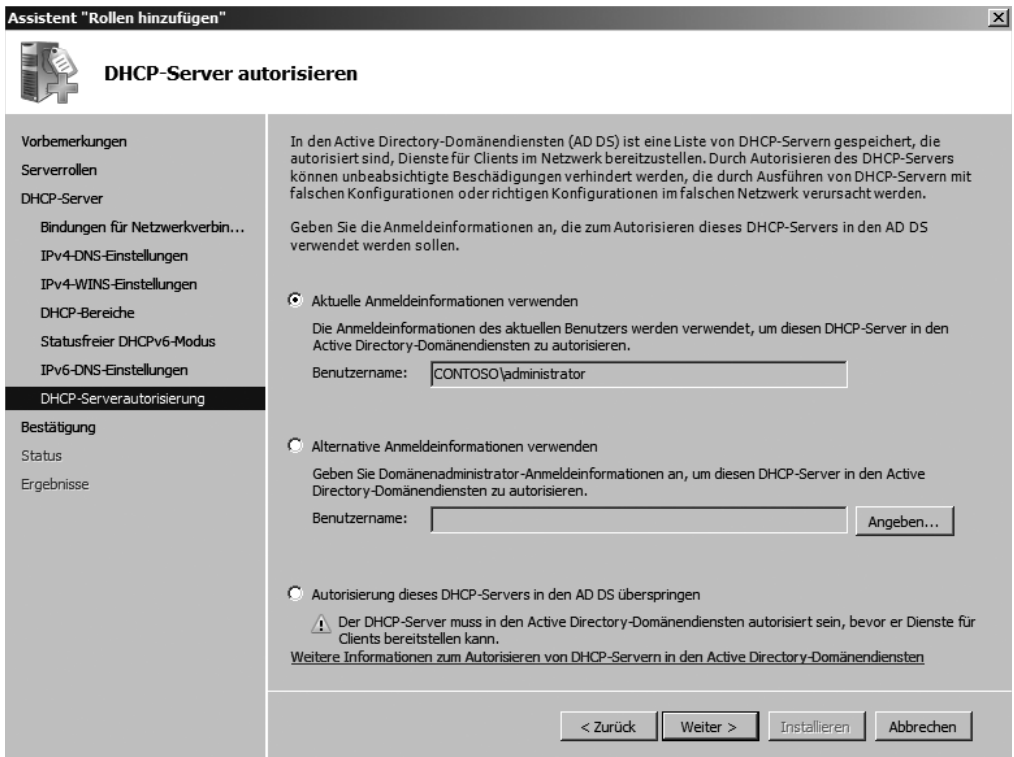 Assistent "Rollen hinzufügen"
DHCP-Server autorisieren
Vorbemerkungen
Serverrollen
DHCP-Server
Bindungen für Netzwerkverbin...
IPv4-DNS-Einstellungen
IPv4-WINS-Einstellungen
DHCP-Bereiche
Statusfreier DHCPv6-Modus
IPv6-DNS-Einstellungen
DHCP-Serverautorisierung
Bestätigung
Status
Ergebnisse
In den Active Directory-Domänendiensten (AD DS) ist eine Liste von DHCP-Servern gespeichert, die
autorisiert sind, Dienste für Clients im Netzwerk bereitzustellen. Durch Autorisieren des DHCP-Servers
können unbeabsichtigte Beschädigungen verhindert werden, die durch Ausführen von DHCP-Servern mit
falschen Konfigurationen oder richtigen Konfigurationen im falschen Netzwerk verursacht werden.
Geben Sie die Anmeldeinformationen an, die zum Autorisieren dieses DHCP-Servers in den AD DS
verwendet werden sollen.
Aktuelle Anmeldeinformationen verwenden
Die Anmeldeinformationen des aktuellen Benutzers werden verwendet, um diesen DHCP-Server in den
Active Directory-Domänendiensten zu autorisieren.
Benutzername: CONTOSO\administrator
Alternative Anmeldeinformationen verwenden
Geben Sie Domänenadministrator-Anmeldeinformationen an, um diesen DHCP-Server in den Active
Directory-Domänendiensten zu autorisieren.
Benutzername: Angeben...
Autorisierung dieses DHCP-Servers in den AD DS überspringen
Der DHCP-Server muss in den Active Directory-Domänendiensten autorisiert sein, bevor er Dienste für
Clients bereitstellen kann.
Weitere Informationen zum Autorisieren von DHCP-Servern in den Active Directory-Domänendiensten
< Zurück Weiter > Installieren Abbrechen